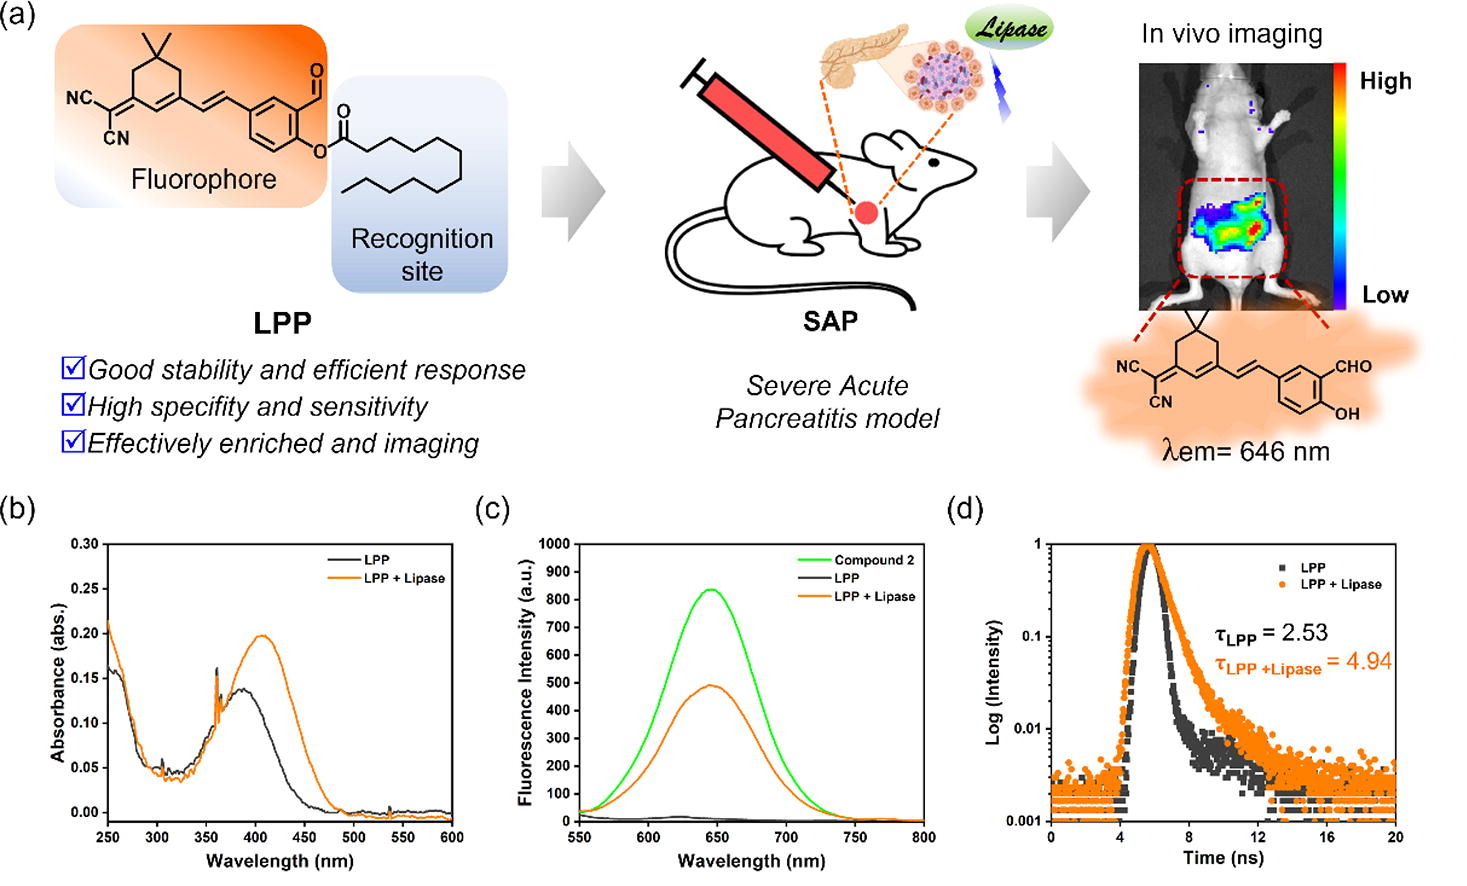 (a)
NC
CN
O
O
O
Fluorophore
Recognition
site
LPP
Good stability and efficient response
High specifity and sensitivity
Effectively enriched and imaging
Lipase
SAP
Severe Acute
Pancreatitis model
In vivo imaging
High
Low
NC
CN
CHO
OH
λem= 646 nm
(b)
0.30
0.25
0.20
0.15
0.10
0.05
0.00
Absorbance (abs.)
LPP
LPP + Lipase
250 300 350 400 450 500 550 600
Wavelength (nm)
(c)
1000
900
800
700
600
500
400
300
200
100
0
Fluorescence Intensity (a.u.)
Compound 2
LPP
LPP + Lipase
550 600 650 700 750 800
Wavelength (nm)
(d)
1
0.1
0.01
0.001
Log (Intensity)
LPP
LPP + Lipase
τLPP = 2.53
τLPP +Lipase = 4.94
0 4 8 12 16 20
Time (ns)